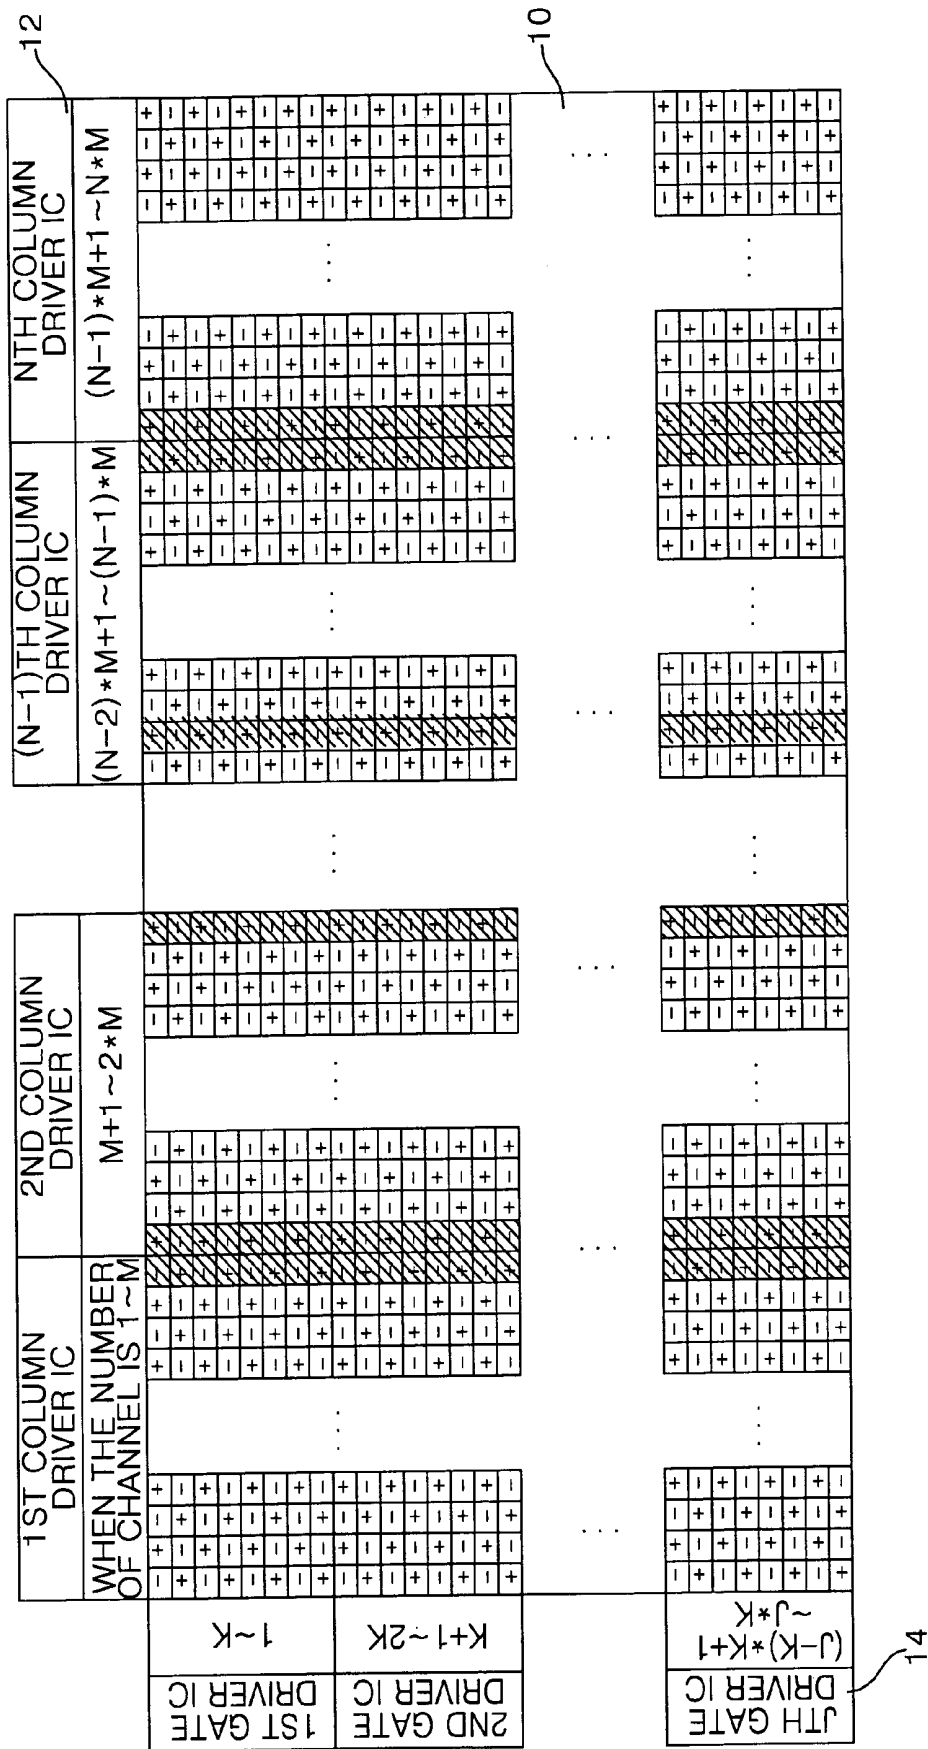 1ST COLUMN
DRIVER IC
WHEN THE NUMBER
OF CHANNEL IS 1~M
2ND COLUMN
DRIVER IC
M+1~2*M
(N-1)TH COLUMN
DRIVER IC
(N-2)*M+1~(N-1)*M
NTH COLUMN
DRIVER IC
(N-1)*M+1~N*M
12
1ST GATE
DRIVER IC
1~K
2ND GATE
DRIVER IC
K+1~2K
JTH GATE
DRIVER IC
(J-K)*K+1
~J*K
14
10